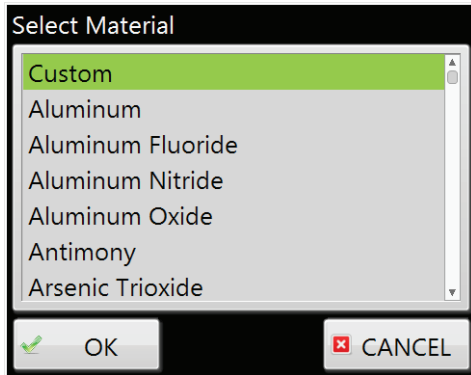 Select Material
Custom
Aluminum
Aluminum Fluoride
Aluminum Nitride
Aluminum Oxide
Antimony
Arsenic Trioxide
OK
CANCEL